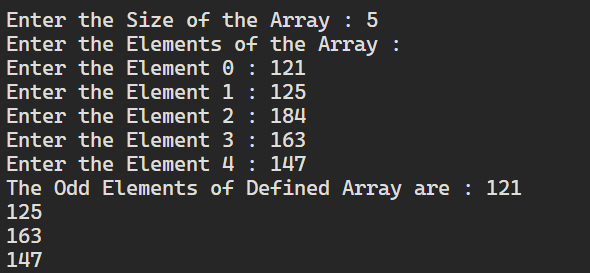 Enter the Size of the Array : 5
Enter the Elements of the Array :
Enter the Element 0 : 121
Enter the Element 1 : 125
Enter the Element 2 : 184
Enter the Element 3 : 163
Enter the Element 4 : 147
The Odd Elements of Defined Array are : 121
125
163
147